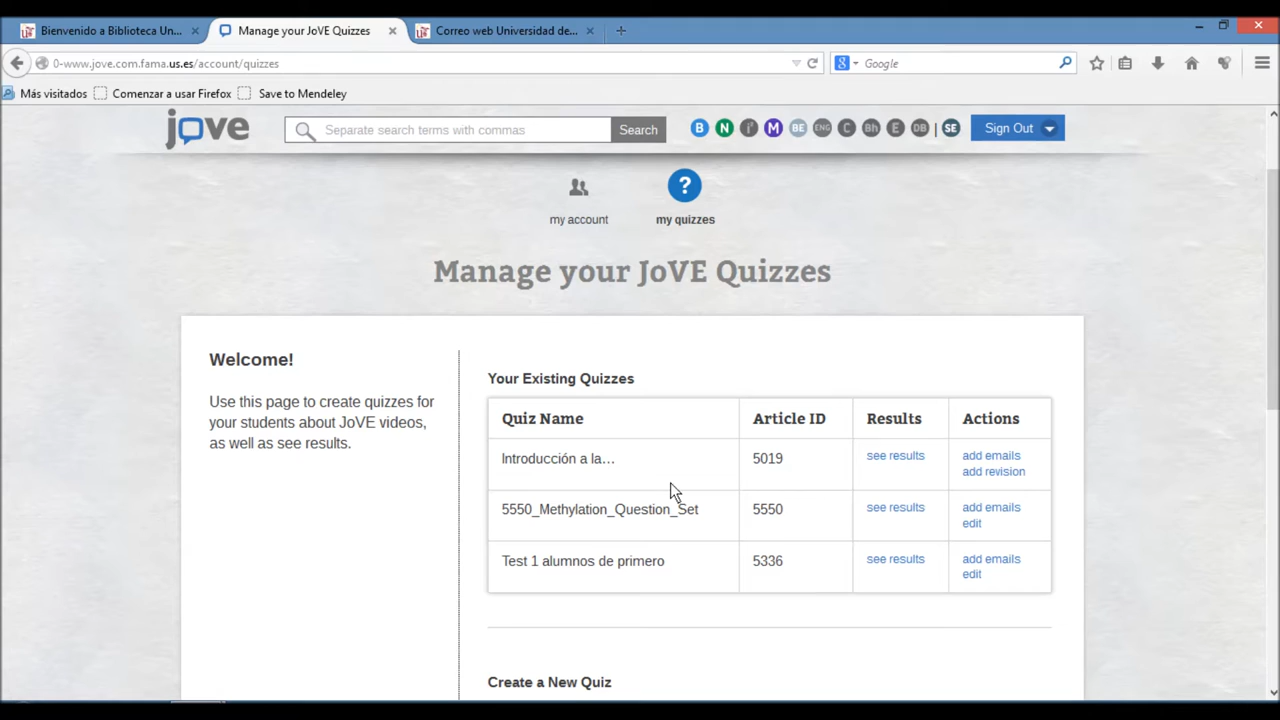 Bienvenido a Biblioteca Un...
Manage your JoVE Quizzes
Correo web Universidad de...
0-www.jove.com.fama.us.es/account/quizzes
Google
Más visitados
Comenzar a usar Firefox
Save to Mendeley
jove
Separate search terms with commas
Search
B N I M BE ENG C Bh E DB | SE
Sign Out
my account
my quizzes
Manage your JoVE Quizzes
Welcome!
Use this page to create quizzes for
your students about JoVE videos,
as well as see results.
Your Existing Quizzes
Quiz Name Article ID Results Actions
Introducción a la… 5019 see results add emails
add revision
5550_Methylation_Question_Set 5550 see results add emails
edit
Test 1 alumnos de primero 5336 see results add emails
edit
Create a New Quiz